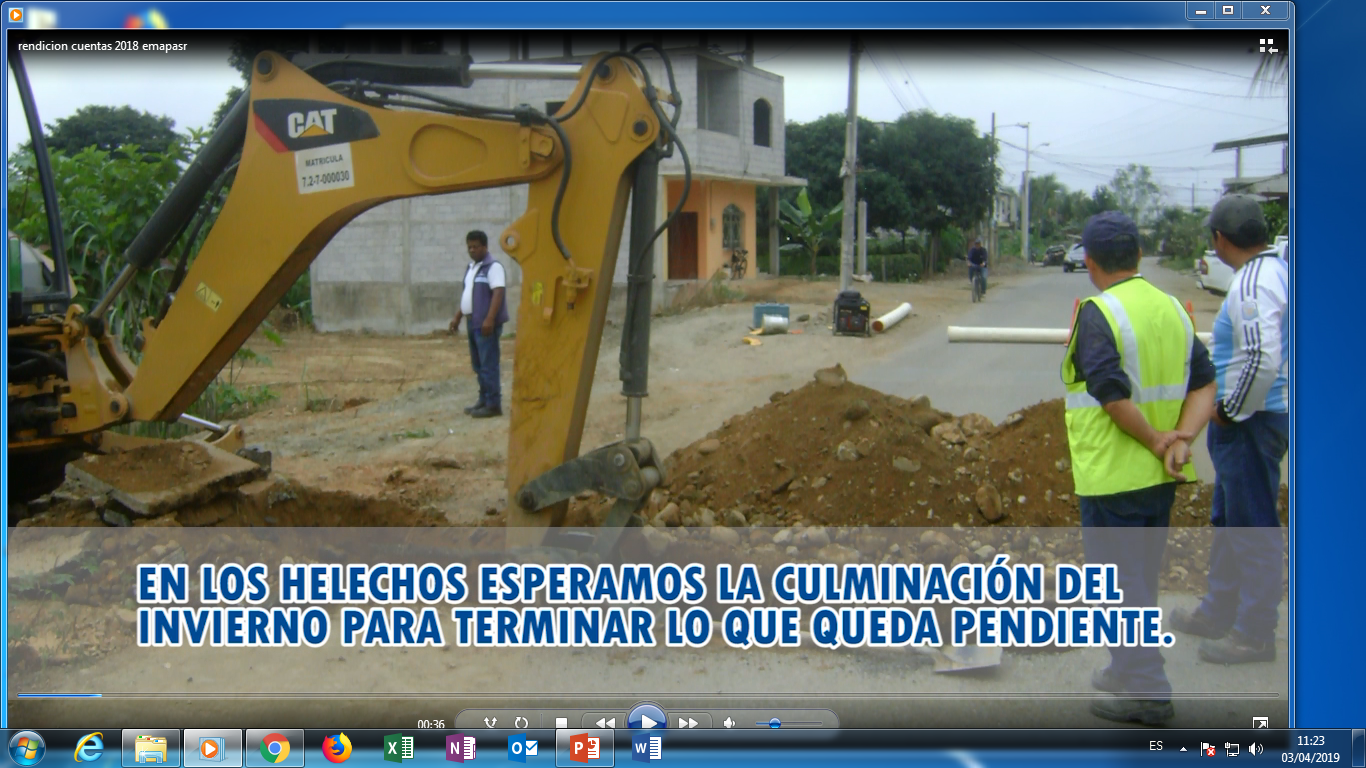 rendicion cuentas 2018 emapasr
CAT
MATRICULA
7.2-7-000030
EN LOS HELECHOS ESPERAMOS LA CULMINACIÓN DEL
INVIERNO PARA TERMINAR LO QUE QUEDA PENDIENTE.
00:36
ES
11:23
03/04/2019